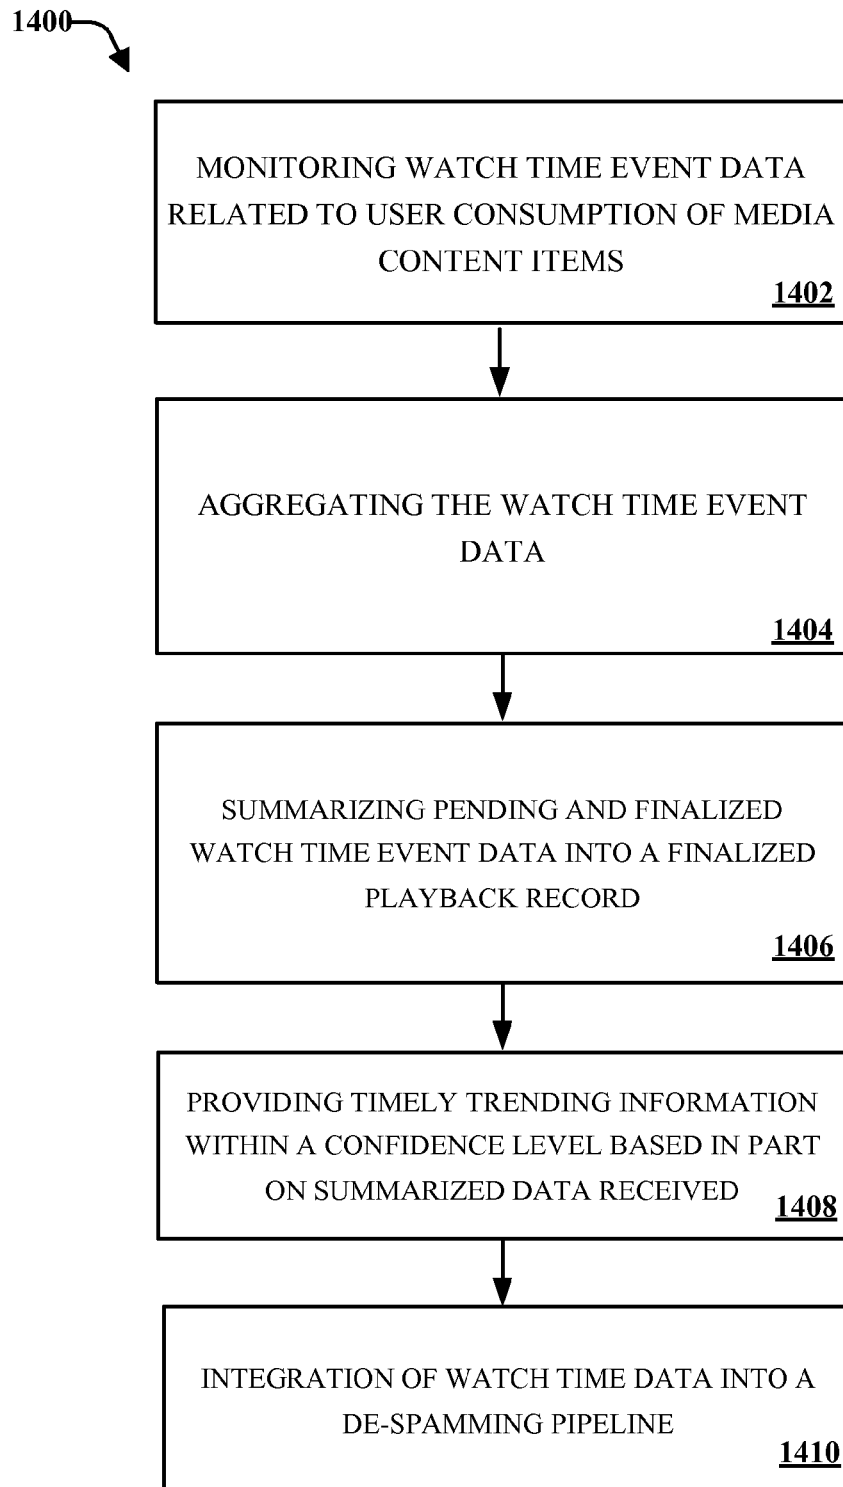 1400
MONITORING WATCH TIME EVENT DATA
RELATED TO USER CONSUMPTION OF MEDIA
CONTENT ITEMS
1402
AGGREGATING THE WATCH TIME EVENT
DATA
1404
SUMMARIZING PENDING AND FINALIZED
WATCH TIME EVENT DATA INTO A FINALIZED
PLAYBACK RECORD
1406
PROVIDING TIMELY TRENDING INFORMATION
WITHIN A CONFIDENCE LEVEL BASED IN PART
ON SUMMARIZED DATA RECEIVED
1408
INTEGRATION OF WATCH TIME DATA INTO A
DE-SPAMMING PIPELINE
1410